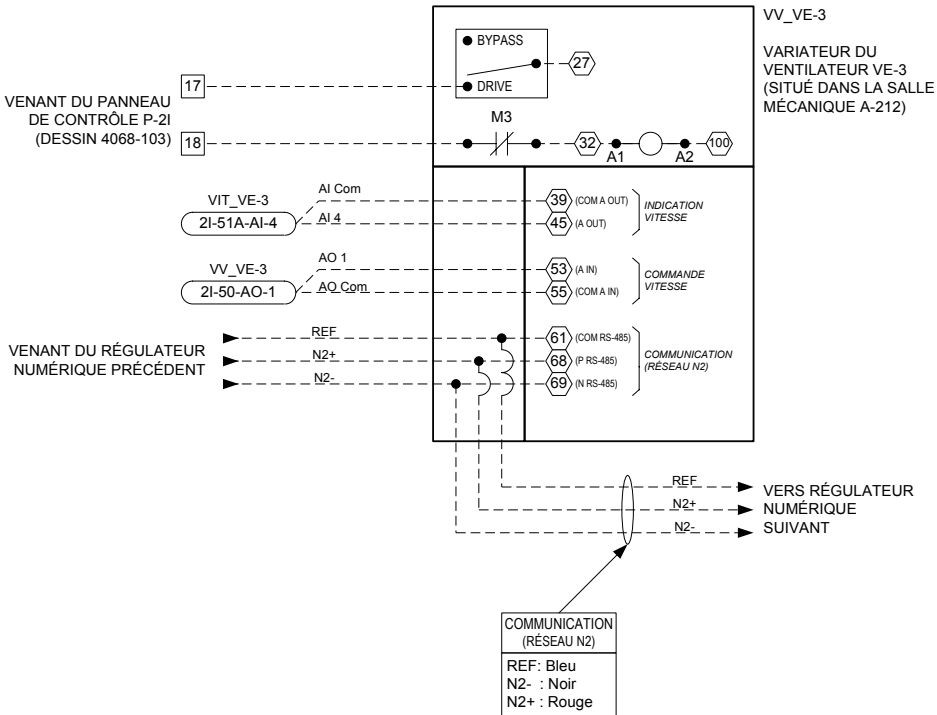 VV_VE-3
VARIATEUR DU
VENTILATEUR VE-3
(SITUÉ DANS LA SALLE
MÉCANIQUE A-212)
BYPASS
27
DRIVE
17
VENANT DU PANNEAU
DE CONTRÔLE P-2I
(DESSIN 4068-103)
18
M3
32
A1
A2
100
VIT_VE-3
2I-51A-AI-4
AI Com
AI 4
39 (COM A OUT)
45 (A OUT)
INDICATION
VITESSE
VV_VE-3
2I-50-AO-1
AO 1
AO Com
53 (A IN)
55 (COM A IN)
COMMANDE
VITESSE
VENANT DU RÉGULATEUR
NUMÉRIQUE PRÉCÉDENT
REF
N2+
N2-
61 (COM RS-485)
68 (P RS-485)
69 (N RS-485)
COMMUNICATION
(RÉSEAU N2)
REF
N2+
N2-
VERS RÉGULATEUR
NUMÉRIQUE
SUIVANT
COMMUNICATION
(RÉSEAU N2)
REF: Bleu
N2- : Noir
N2+ : Rouge